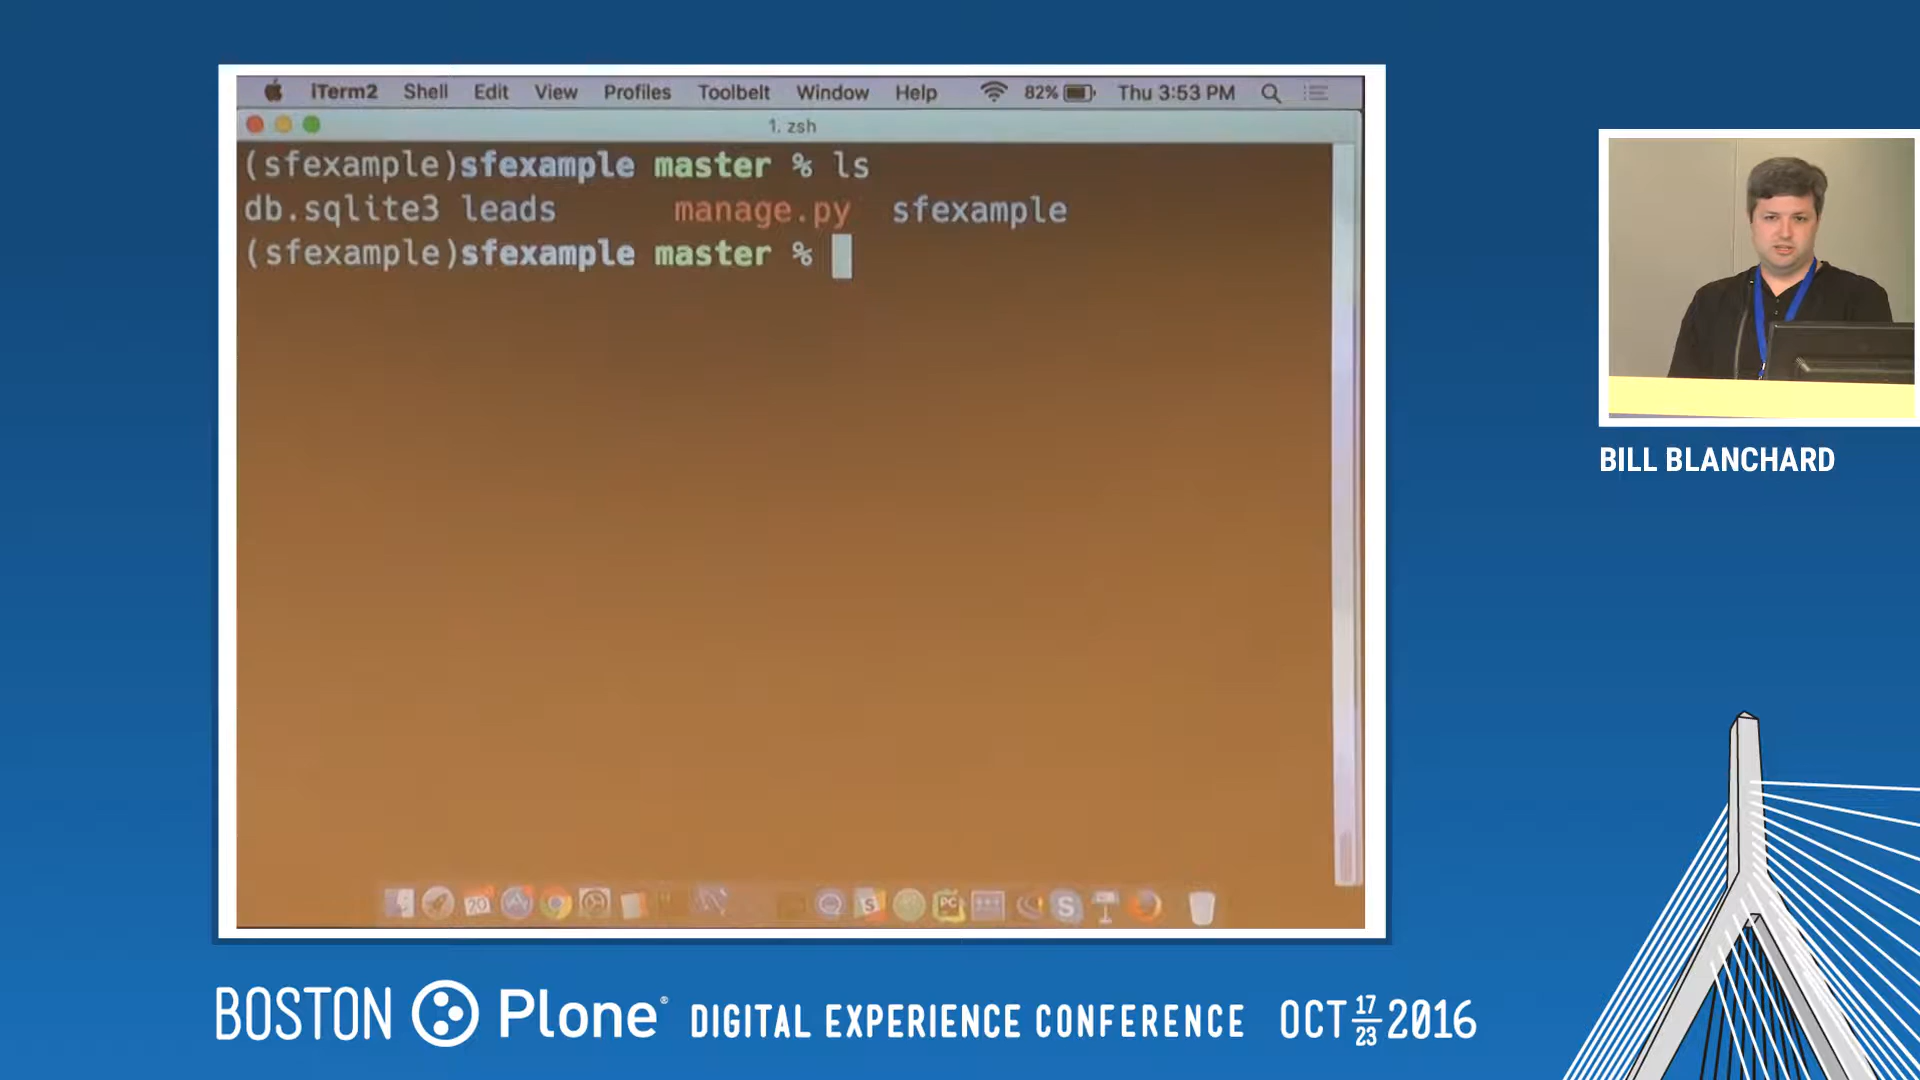 iTerm2 Shell Edit View Profiles Toolbelt Window Help 82% Thu 3:53 PM
1. zsh
(sfexample)sfexample master % ls
db.sqlite3 leads manage.py sfexample
(sfexample)sfexample master %
20
S
PC
S
BILL BLANCHARD
BOSTON Plone® DIGITAL EXPERIENCE CONFERENCE OCT 17 23 2016